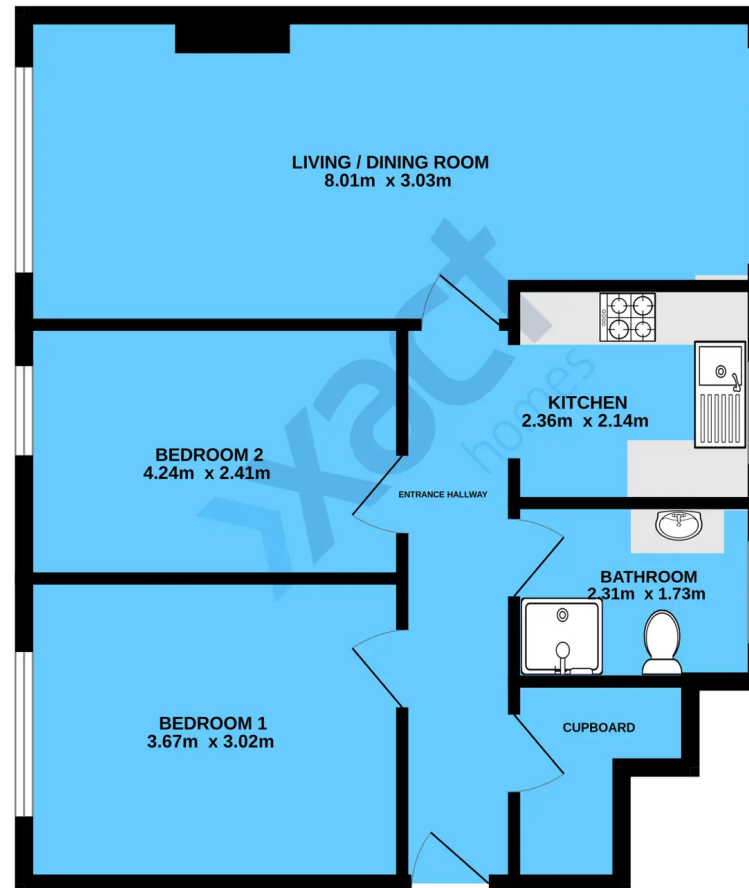 LIVING / DINING ROOM
8.01m x 3.03m
KITCHEN
2.36m x 2.14m
BEDROOM 2
4.24m x 2.41m
ENTRANCE HALLWAY
BATHROOM
2.31m x 1.73m
BEDROOM 1
3.67m x 3.02m
CUPBOARD
xact
homes